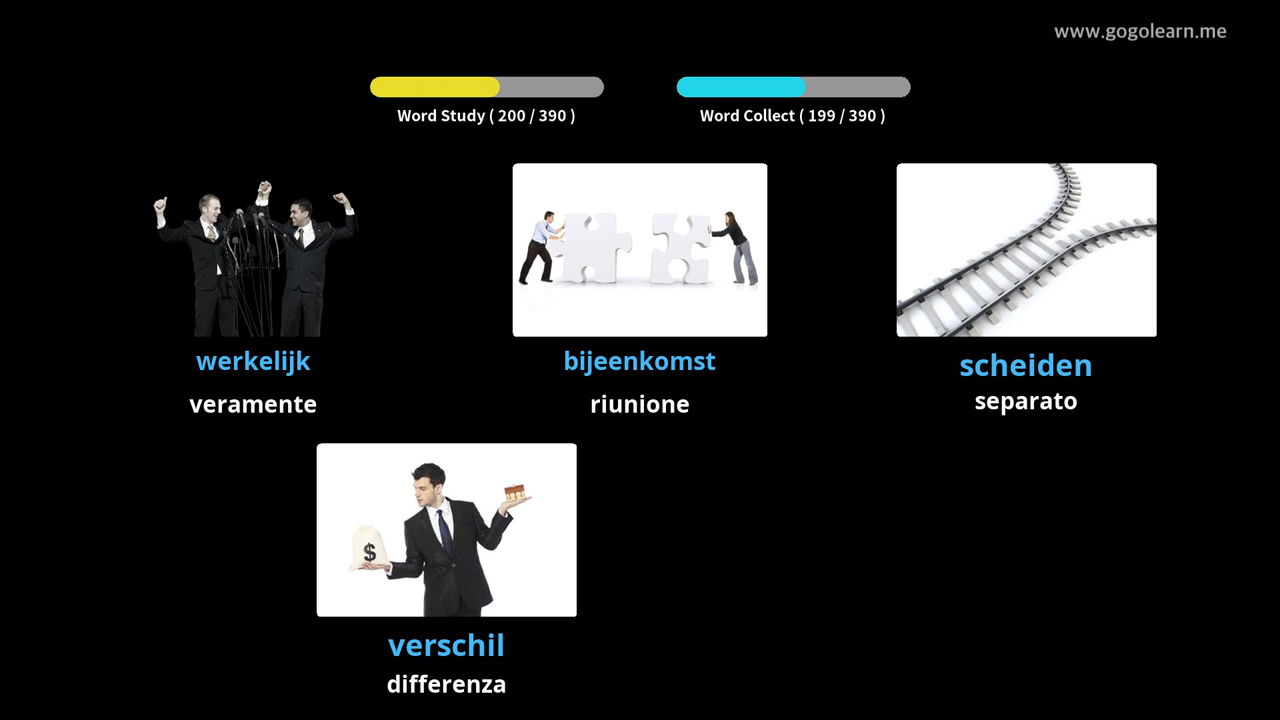 www.gogolearn.me
Word Study ( 200 / 390 )
Word Collect ( 199 / 390 )
werkelijk
veramente
bijeenkomst
riunione
scheiden
separato
$
verschil
differenza